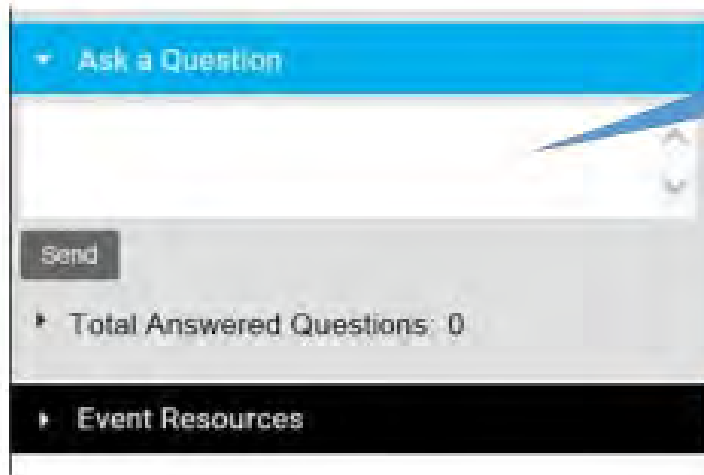 Ask a Question
Send
Total Answered Questions 0
Event Resources